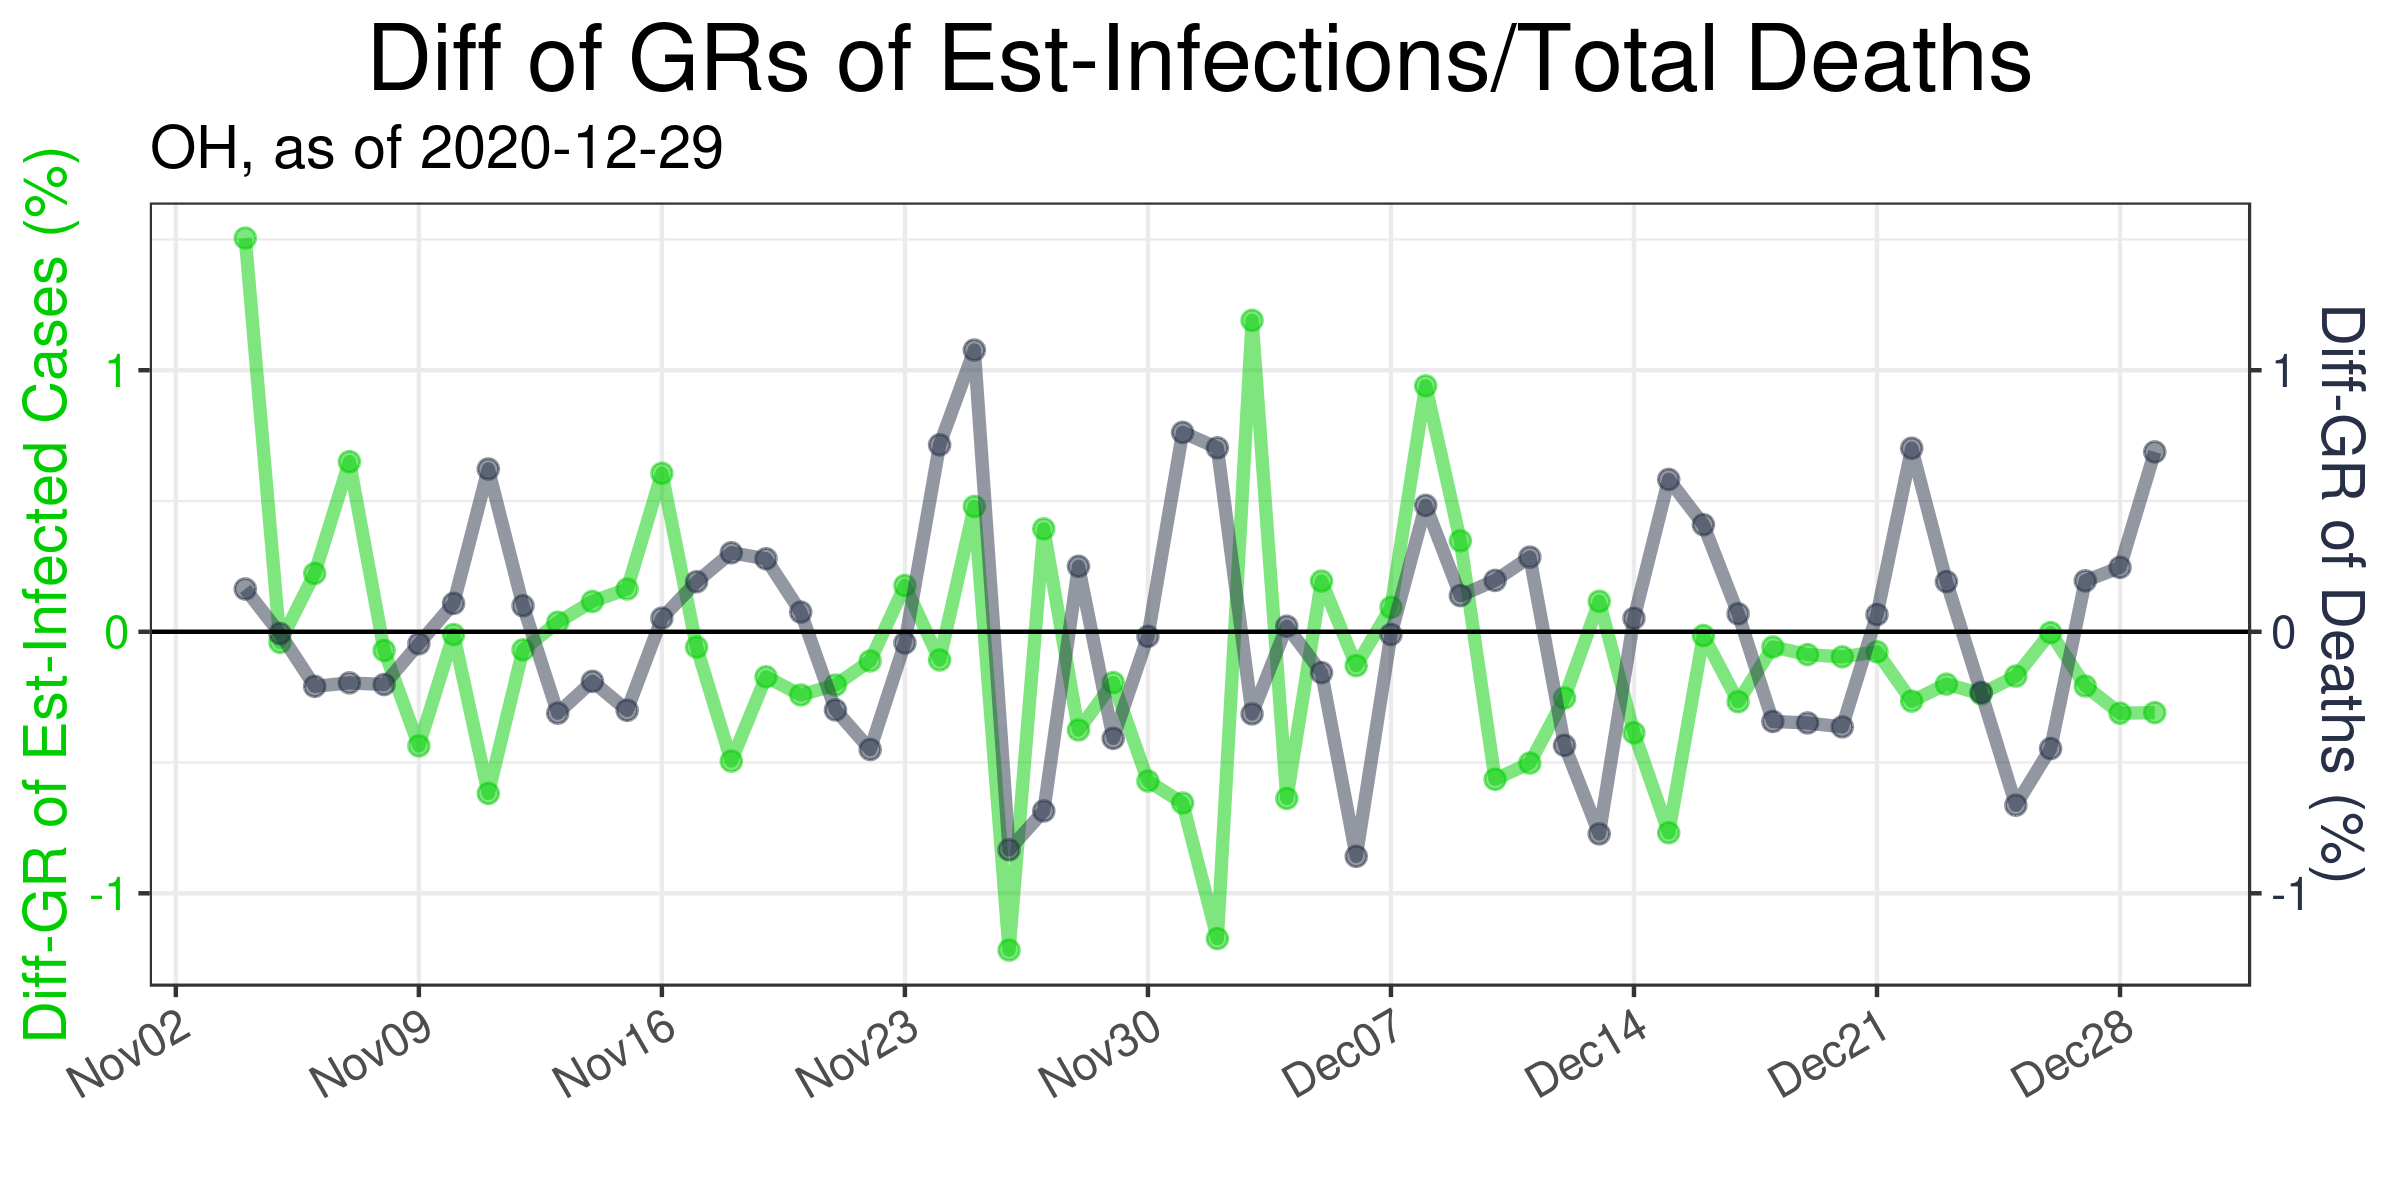 Diff of GRs of Est-Infections/Total Deaths
OH, as of 2020-12-29
Diff-GR of Est-Infected Cases (%)
1
0
-1
1
0
-1
Diff-GR of Deaths (%)
Nov02
Nov09
Nov16
Nov23
Nov30
Dec07
Dec14
Dec21
Dec28